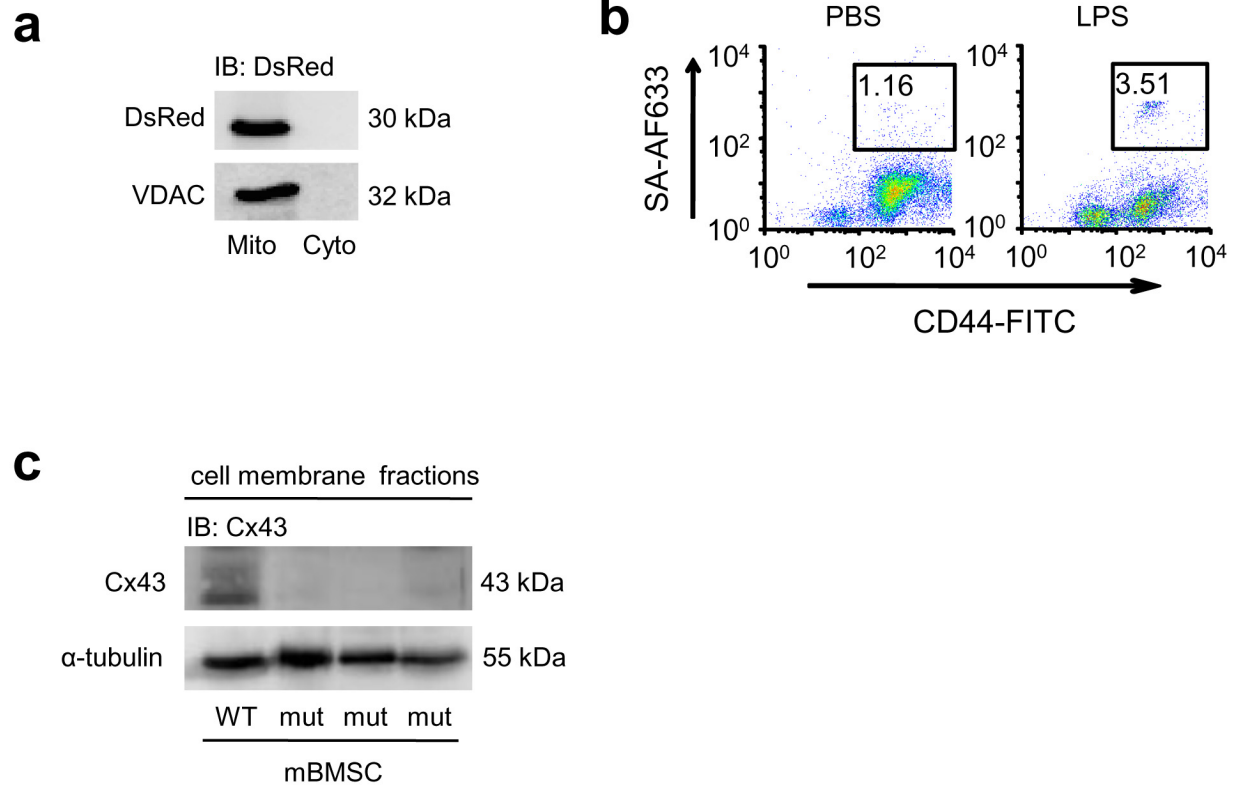 a
IB: DsRed
DsRed 30 kDa
VDAC 32 kDa
Mito Cyto
b
PBS LPS
SA-AF633
10⁴ 10⁴
1.16 3.51
10² 10²
10⁰ 10⁰
10⁰ 10² 10⁴ 10⁰ 10² 10⁴
CD44-FITC
c
cell membrane fractions
IB: Cx43
Cx43 43 kDa
α-tubulin 55 kDa
WT mut mut mut
mBMSC